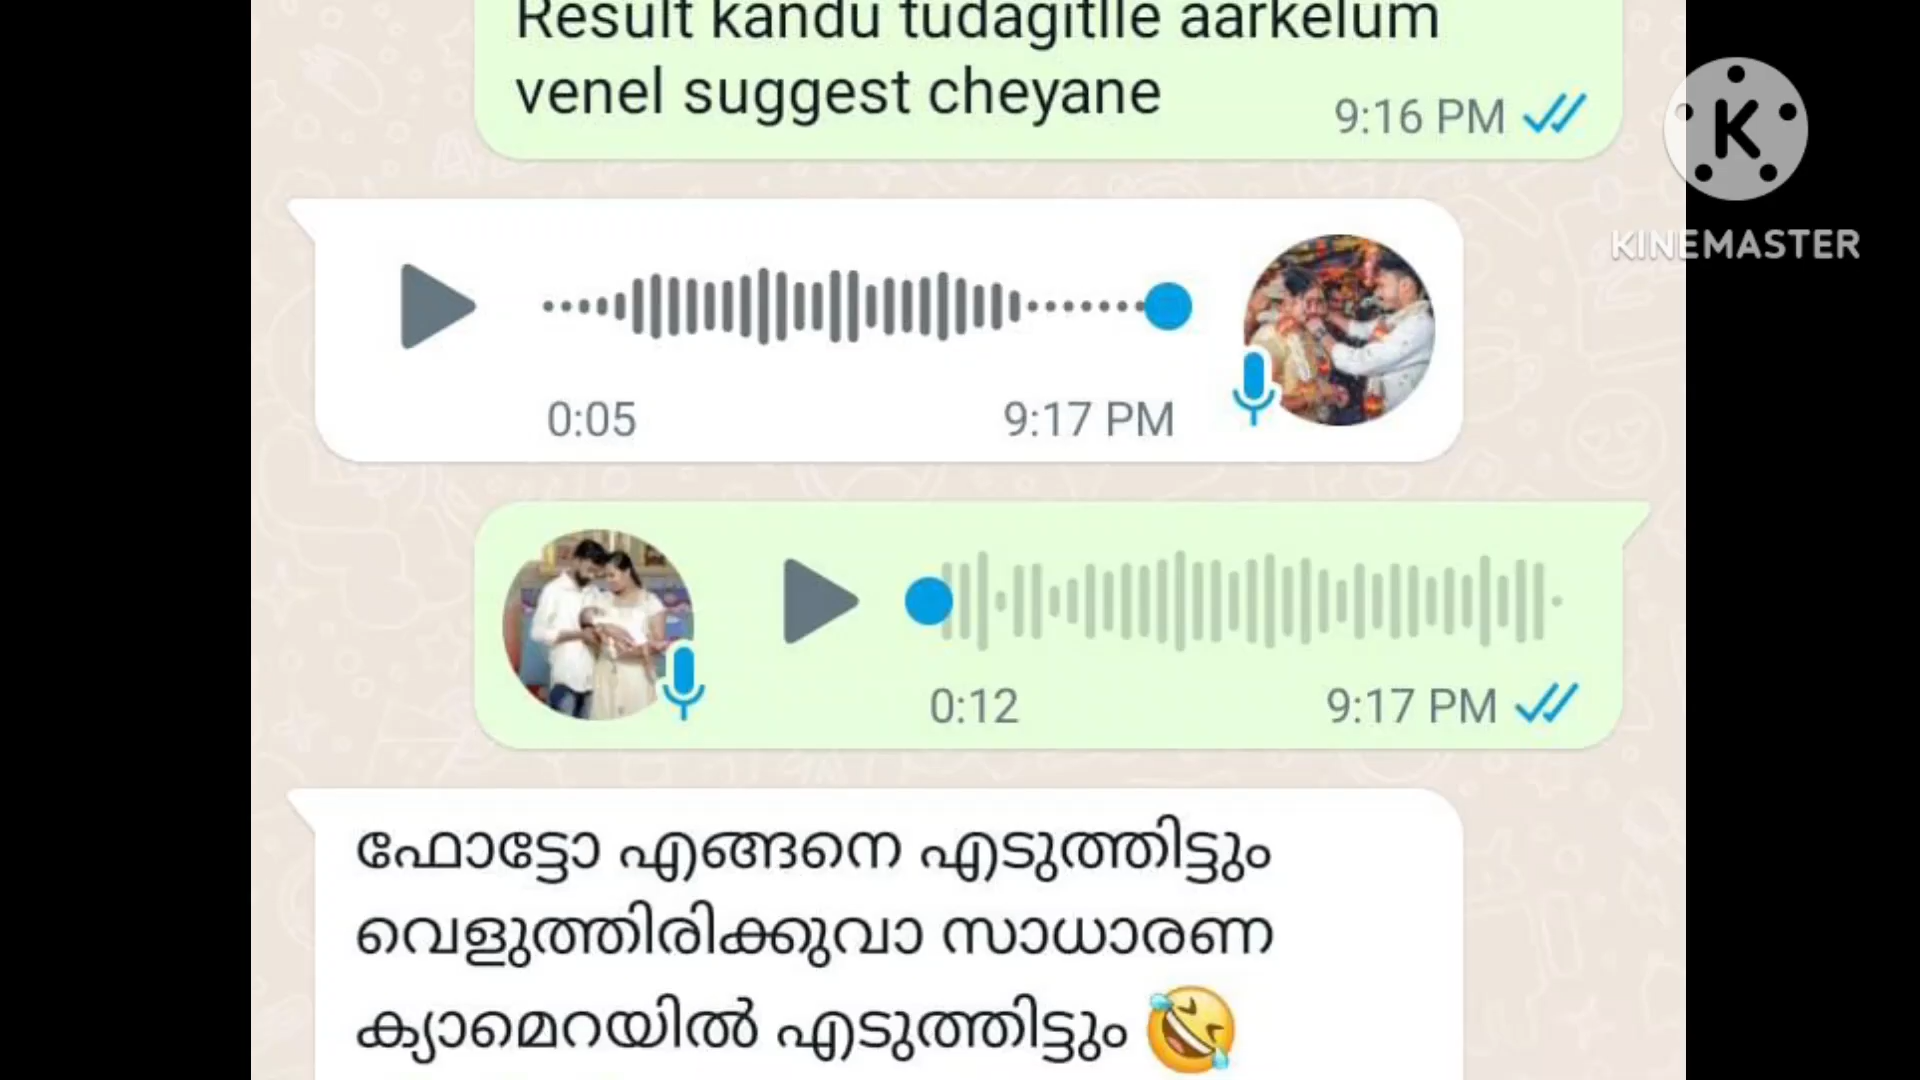 Result kandu tudagitlle aarkelum
venel suggest cheyane
9:16 PM
KINEMASTER
0:05
9:17 PM
0:12
9:17 PM
ഫോട്ടോ എങ്ങനെ എടുത്തിട്ടും
വെളുത്തിരിക്കുവാ സാധാരണ
ക്യാമെറയിൽ എടുത്തിട്ടും 🤣